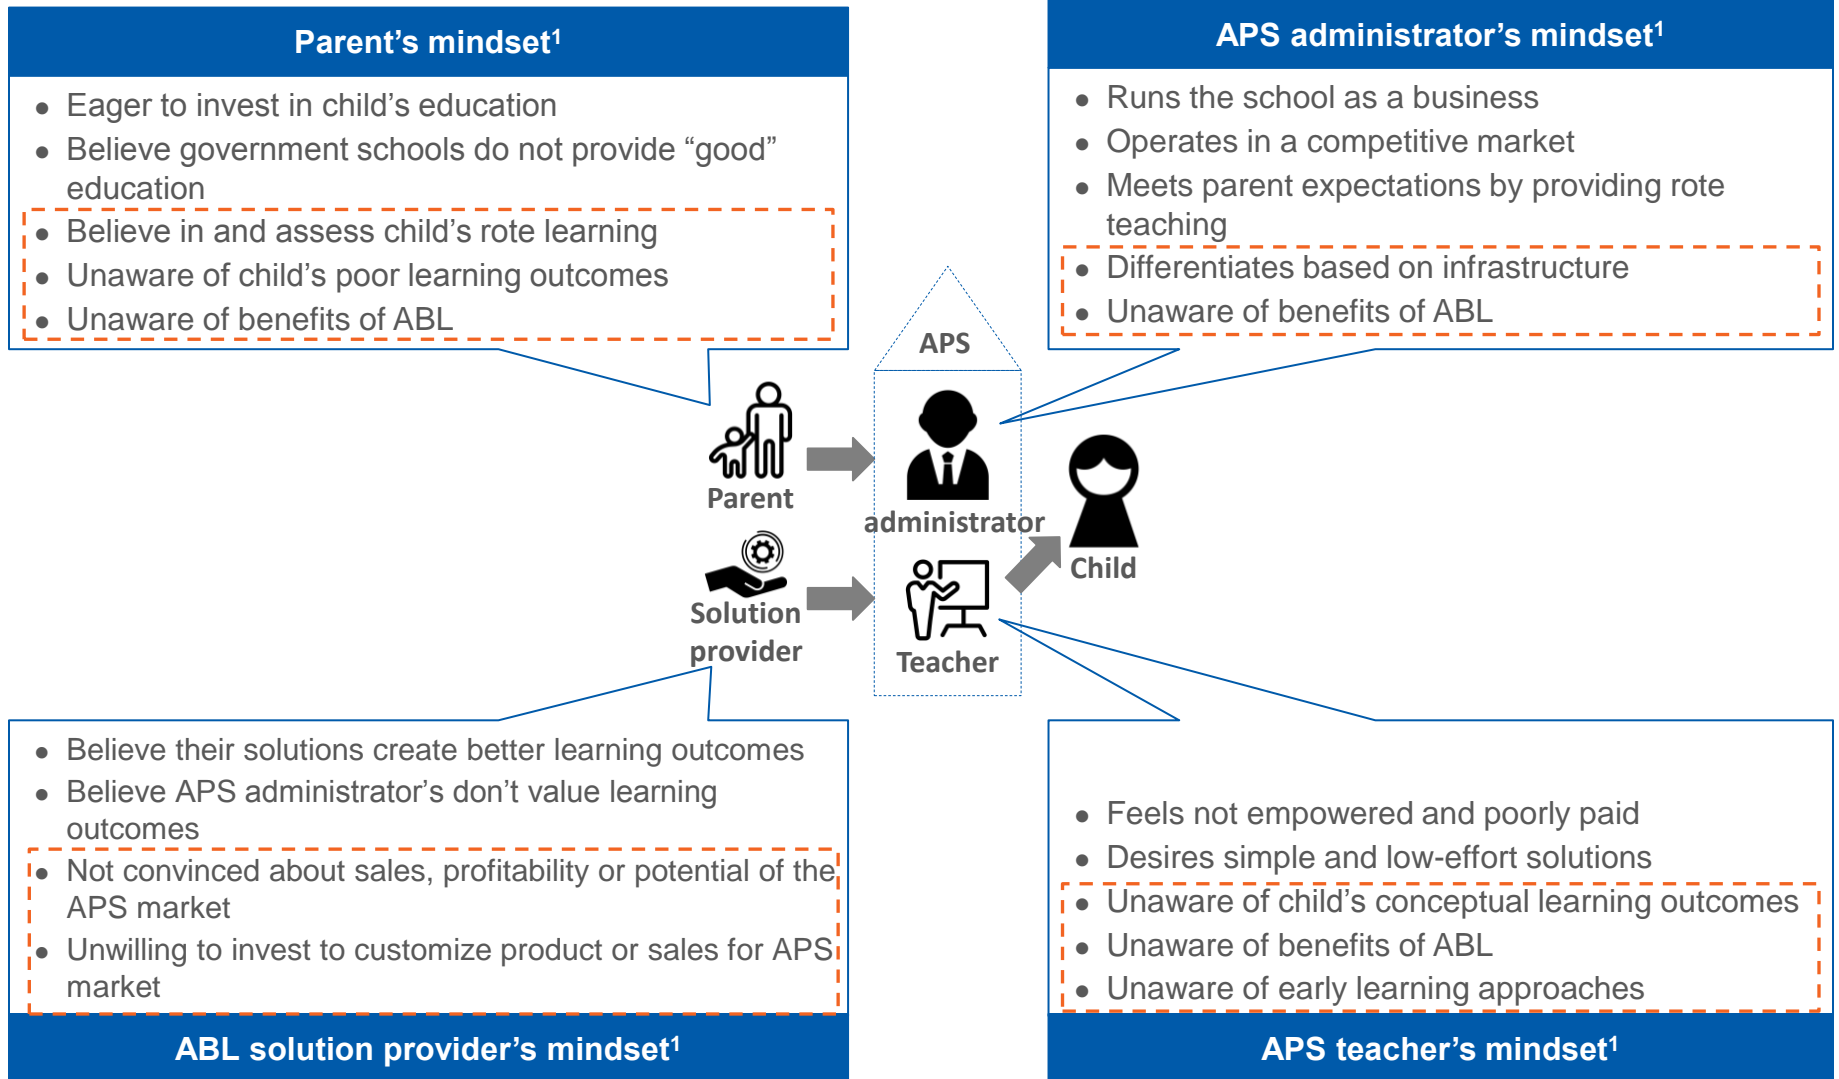 Parent’s mindset¹
● Eager to invest in child’s education
● Believe government schools do not provide “good”
education
● Believe in and assess child’s rote learning
● Unaware of child’s poor learning outcomes
● Unaware of benefits of ABL
APS administrator’s mindset¹
● Runs the school as a business
● Operates in a competitive market
● Meets parent expectations by providing rote
teaching
● Differentiates based on infrastructure
● Unaware of benefits of ABL
APS
Parent
administrator
Child
Solution
provider
Teacher
● Believe their solutions create better learning outcomes
● Believe APS administrator’s don’t value learning
outcomes
● Not convinced about sales, profitability or potential of the
APS market
● Unwilling to invest to customize product or sales for APS
market
ABL solution provider’s mindset¹
● Feels not empowered and poorly paid
● Desires simple and low-effort solutions
● Unaware of child’s conceptual learning outcomes
● Unaware of benefits of ABL
● Unaware of early learning approaches
APS teacher’s mindset¹